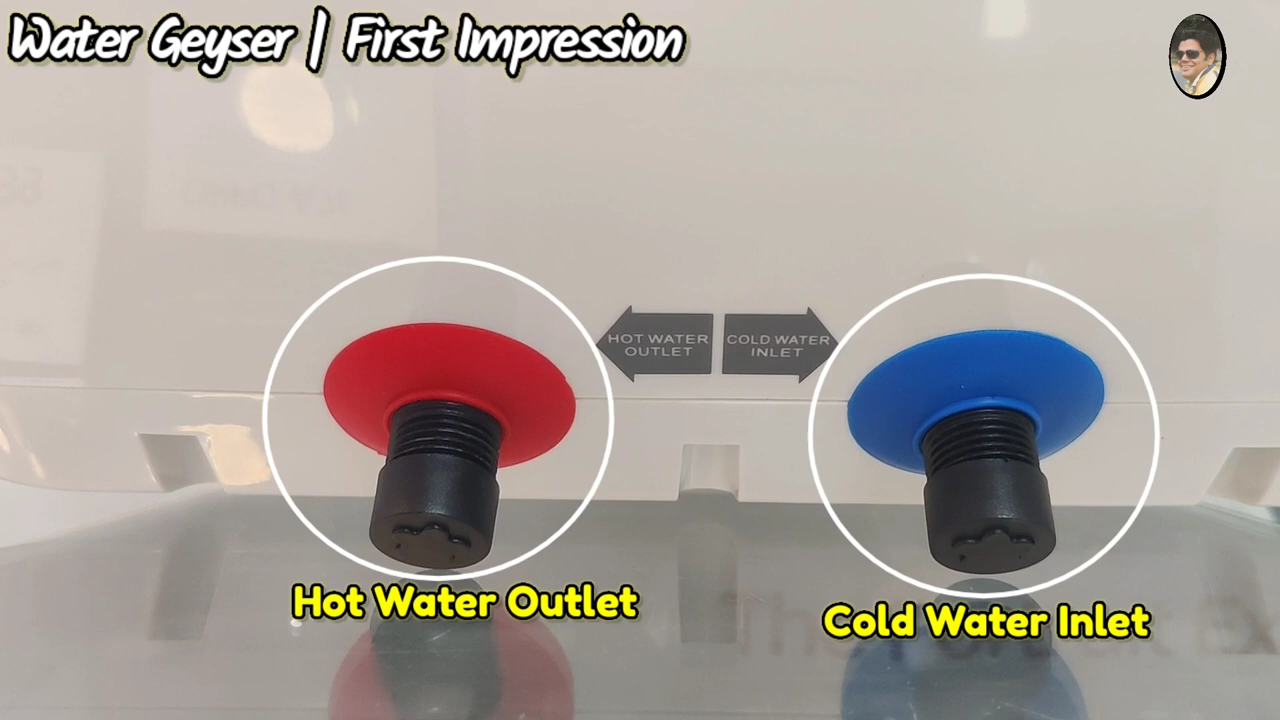 Water Geyser | First Impression
HOT WATER
OUTLET
COLD WATER
INLET
Hot Water Outlet
Cold Water Inlet